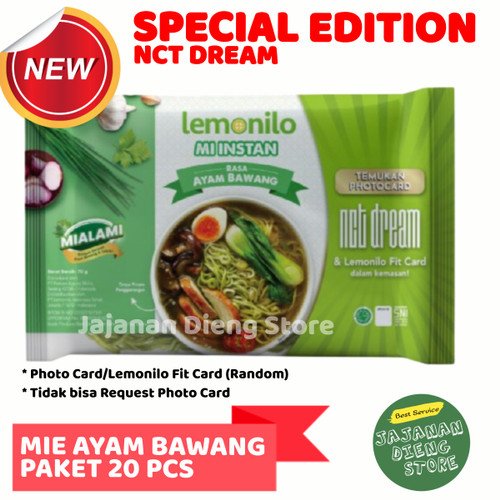 SPECIAL EDITION
NCT DREAM
NEW
lemonilo
MI INSTAN
RASA
AYAM BAWANG
TEMUKAN
PHOTOCARD
nct dream
& Lemonilo Fit Card
dalam kemasan!
MIALAMI
Jajanan Dieng Store
SNI
* Photo Card/Lemonilo Fit Card (Random)
* Tidak bisa Request Photo Card
MIE AYAM BAWANG
PAKET 20 PCS
Best Service
JAJANAN
DIENG
STORE